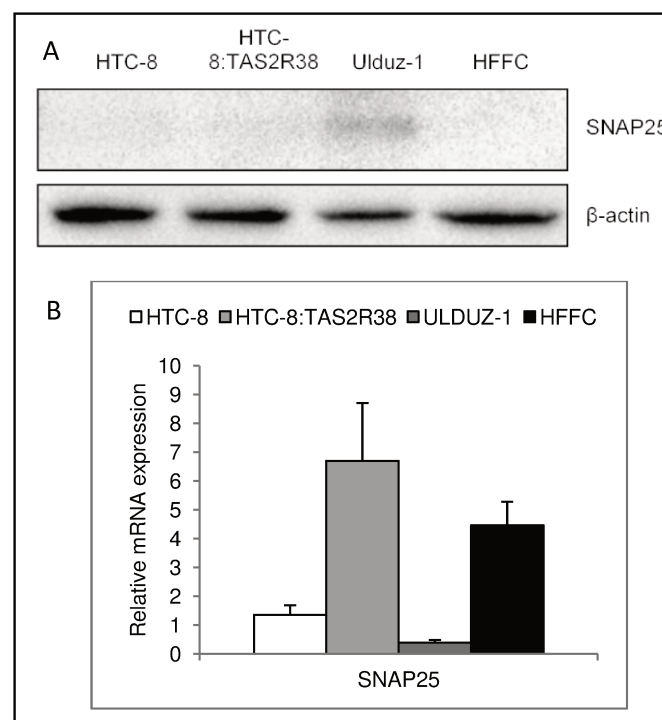 A
HTC-8
HTC-
8:TAS2R38
Ulduz-1
HFFC
SNAP25
β-actin
B
HTC-8 HTC-8:TAS2R38 ULDUZ-1 HFFC
Relative mRNA expression
10
9
8
7
6
5
4
3
2
1
0
SNAP25